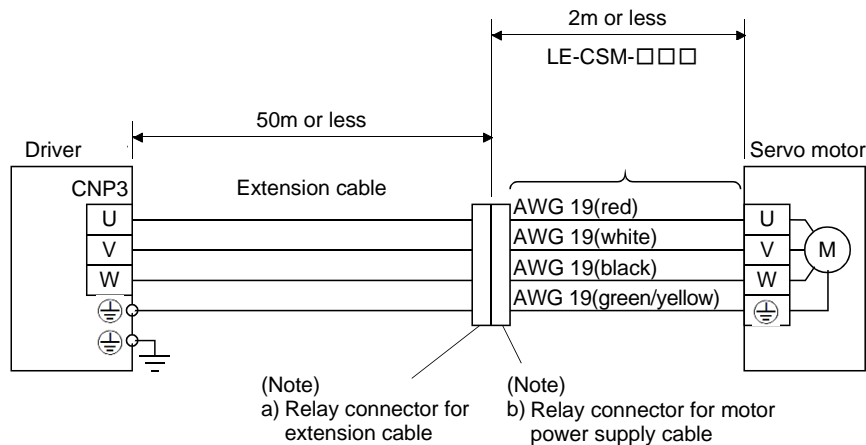 2m or less
LE-CSM-□□□
50m or less
Driver
Servo motor
CNP3
Extension cable
U
AWG 19(red)
U
V
AWG 19(white)
V
M
W
AWG 19(black)
W
AWG 19(green/yellow)
(Note)
a) Relay connector for
extension cable
(Note)
b) Relay connector for motor
power supply cable